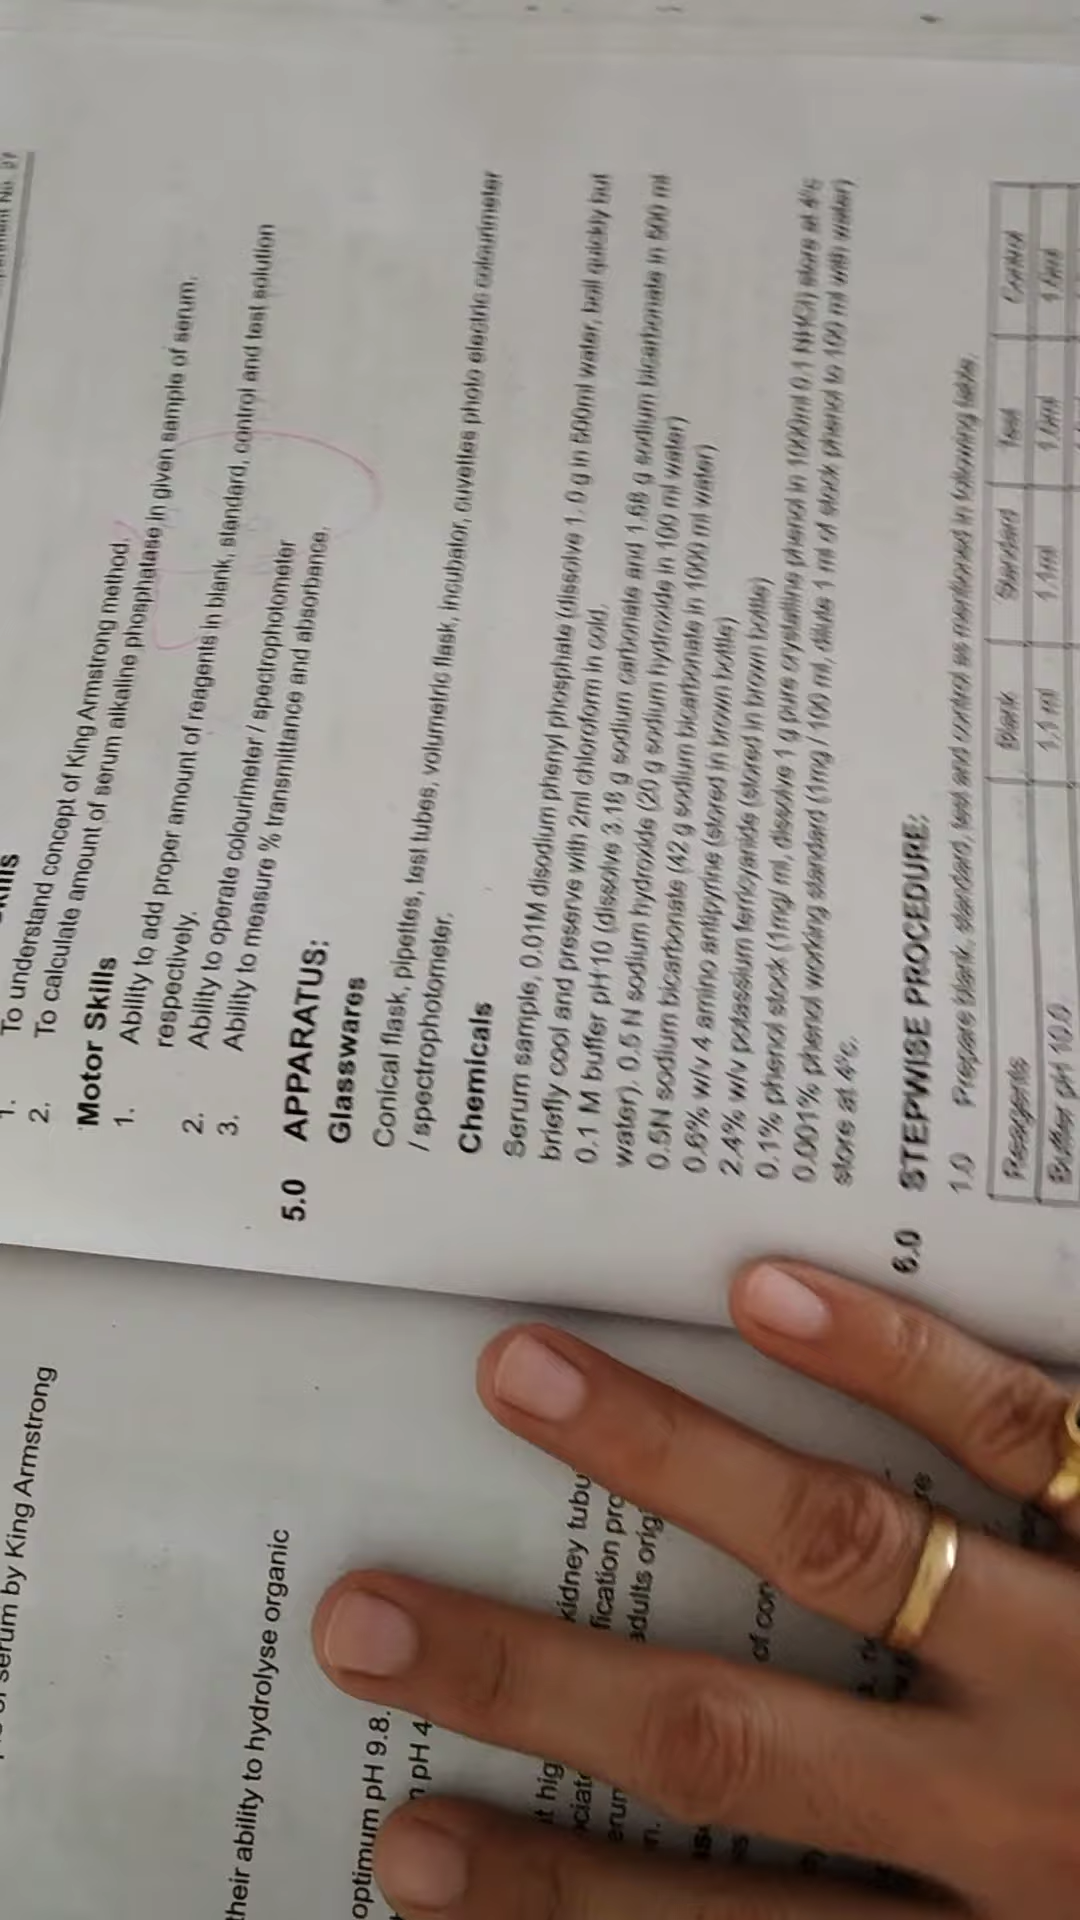 1. To understand concept of King Armstrong method.
2. To calculate amount of serum alkaline phosphatase in given sample of serum.
Motor Skills
1. Ability to add proper amount of reagents in blank, standard, control and test solution
respectively.
2. Ability to operate colourimeter / spectrophotometer
3. Ability to measure % transmittance and absorbance.
5.0 APPARATUS:
Glasswares
Conical flask, pipettes, test tubes, volumetric flask, incubator, cuvettes photo electric colourimeter
/ spectrophotometer.
Chemicals
Serum sample, 0.01M disodium phenyl phosphate (dissolve 1.0 g in 500ml water, boil quickly but
briefly cool and preserve with 2ml chloroform in cold.
0.1 M buffer pH 10 (dissolve 3.18 g sodium carbonate and 1.68 g sodium bicarbonate in 500 ml
water). 0.5 N sodium hydroxide (20 g sodium hydroxide in 100 ml water)
0.5N sodium bicarbonate (42 g sodium bicarbonate in 1000 ml water)
0.6% w/v 4 amino antipyrine (stored in brown bottle)
2.4% w/v potassium ferricyanide (stored in brown bottle)
0.1% phenol stock (1mg/ ml, dissolve 1 g pure crystalline phenol in 1000ml 0.1 NHCl) store at 4°c
0.001% phenol working standard (1mg / 100 ml, dilute 1 ml of stock phenol to 100 ml with water)
store at 4°c.
6.0 STEPWISE PROCEDURE:
1.0 Prepare blank, standard, test and control as mentioned in following table.
Reagents Blank Standard Test Control
Buffer pH 10.0 1.1 ml 1.1ml 1.0ml 1.0ml
serum by King Armstrong
their ability to hydrolyse organic
optimum pH 9.8.
pH 4
kidney tubu
fication pro
adults orig
of con